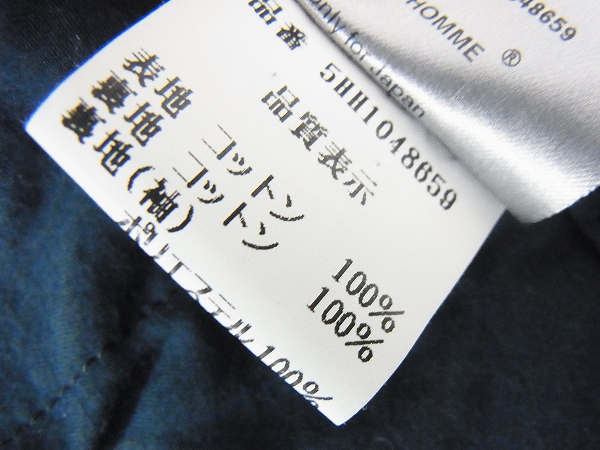 HOMME ®
048659
only for Japan
品番 5HH1048659
品質表示
表地 コットン 100%
裏地 コットン 100%
裏地(袖)
ポリエステル 100%